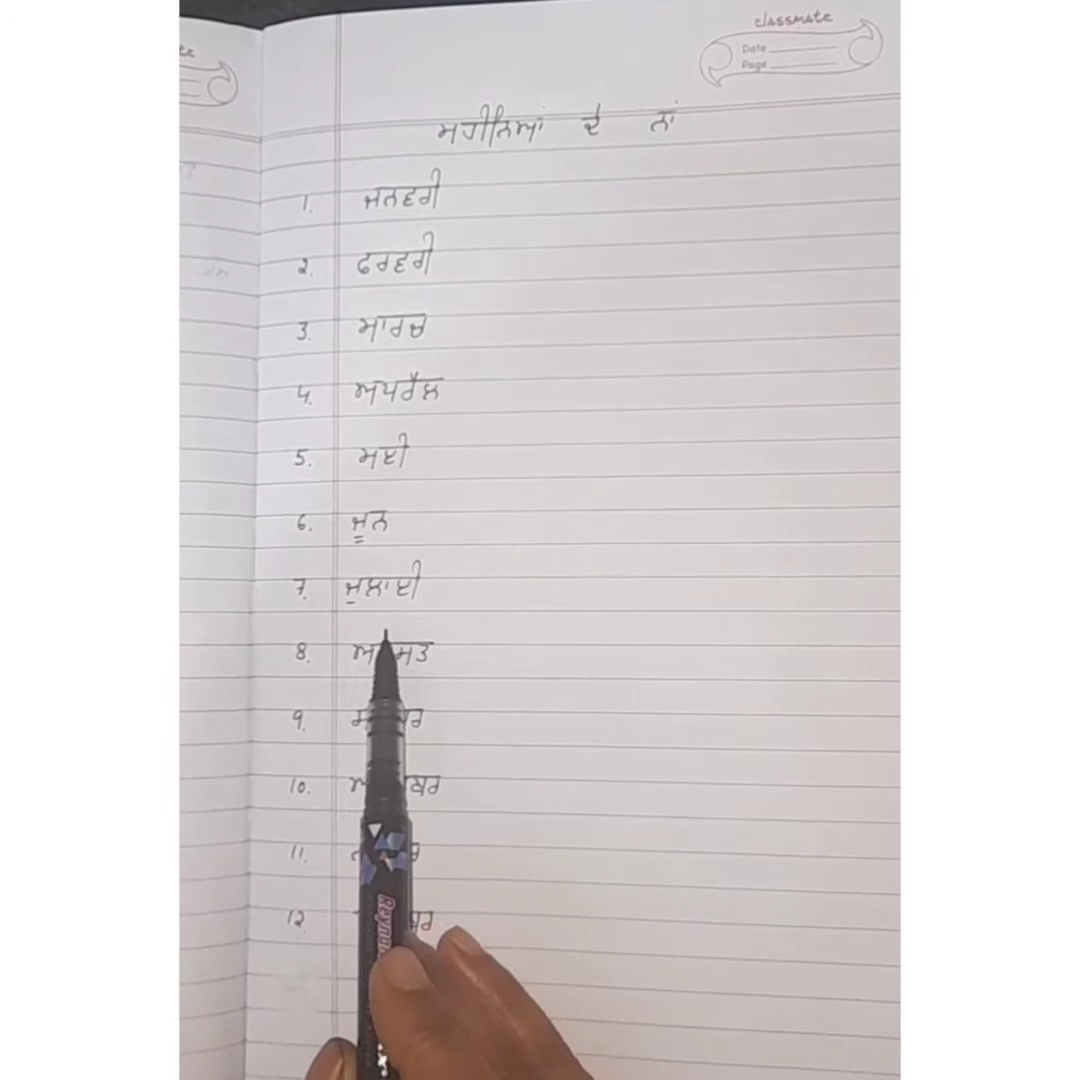 classmate
Date
Page
ਮਹੀਨਿਆਂ ਦੇ ਨਾਂ
1. ਜਨਵਰੀ
2. ਫਰਵਰੀ
3. ਮਾਰਚ
4. ਅਪਰੈਲ
5. ਮਈ
6. ਜੂਨ
7. ਜੁਲਾਈ
8.
9.
10.
11.
12.